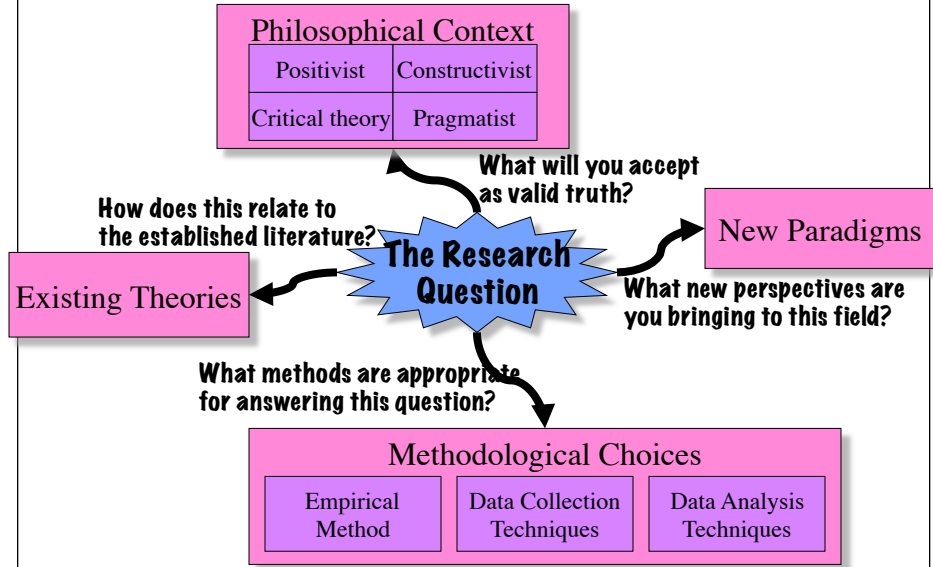 Philosophical Context
Positivist
Constructivist
Critical theory
Pragmatist
What will you accept
as valid truth?
How does this relate to
the established literature?
The Research
Question
New Paradigms
Existing Theories
What new perspectives are
you bringing to this field?
What methods are appropriate
for answering this question?
Methodological Choices
Empirical
Method
Data Collection
Techniques
Data Analysis
Techniques